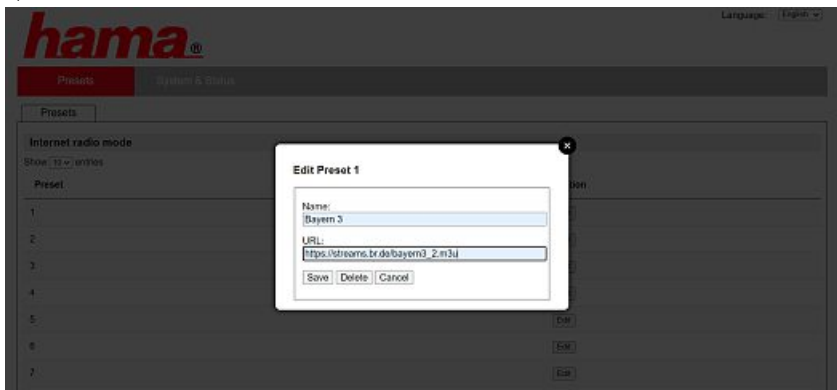 Language: English
hama®
Presets System & Status
Presets
Internet radio mode
Show 10 entries
Preset
1
2
3
4
5 Edit
6 Edit
7 Edit
Edit Preset 1
Name:
Bayern 3
URL:
https://streams.br.de/bayern3_2.m3u
Save Delete Cancel